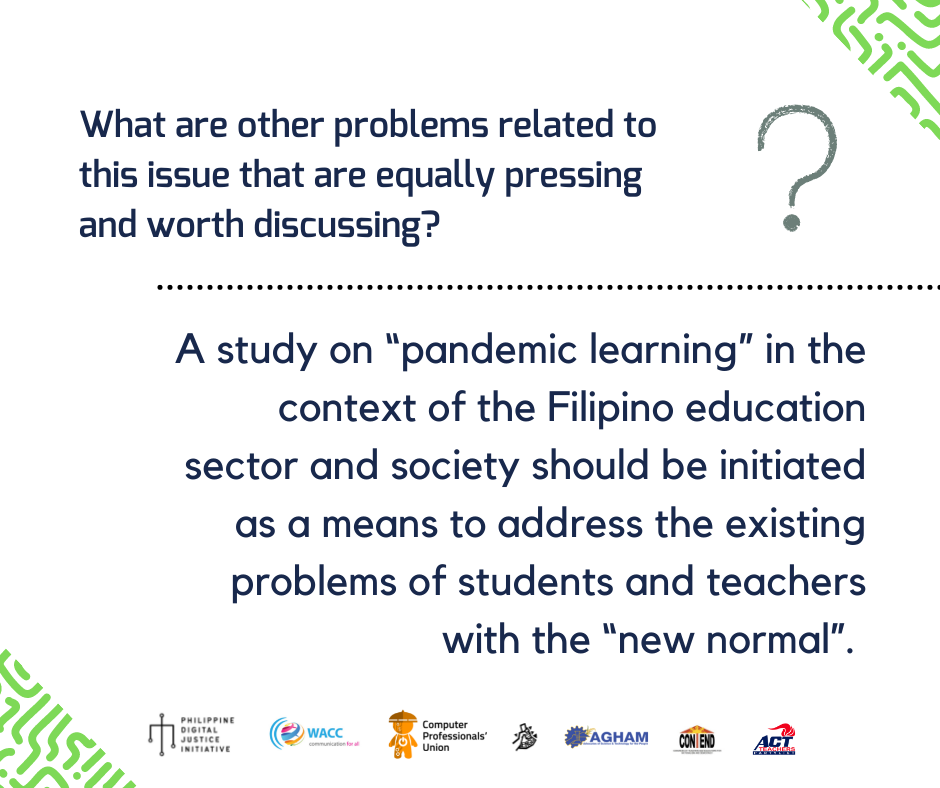 What are other problems related to
this issue that are equally pressing
and worth discussing?
A study on “pandemic learning” in the
context of the Filipino education
sector and society should be initiated
as a means to address the existing
problems of students and teachers
with the “new normal”.
PHILIPPINE
DIGITAL
JUSTICE
INITIATIVE
WACC
communication for all
Computer
Professionals’
Union
AGHAM
CONTEND
ACT
TEACHERS